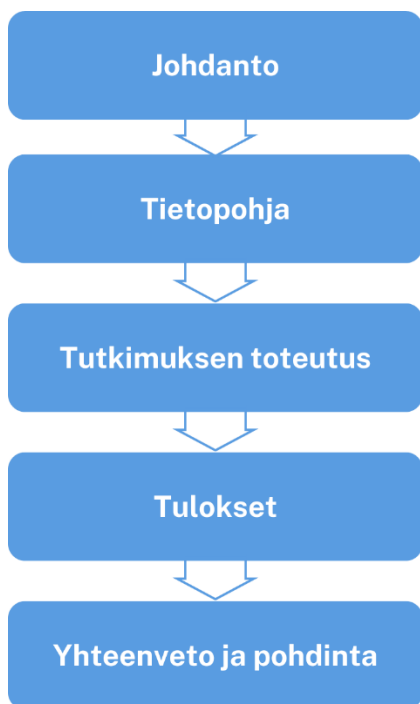 Johdanto
Tietopohja
Tutkimuksen toteutus
Tulokset
Yhteenveto ja pohdinta